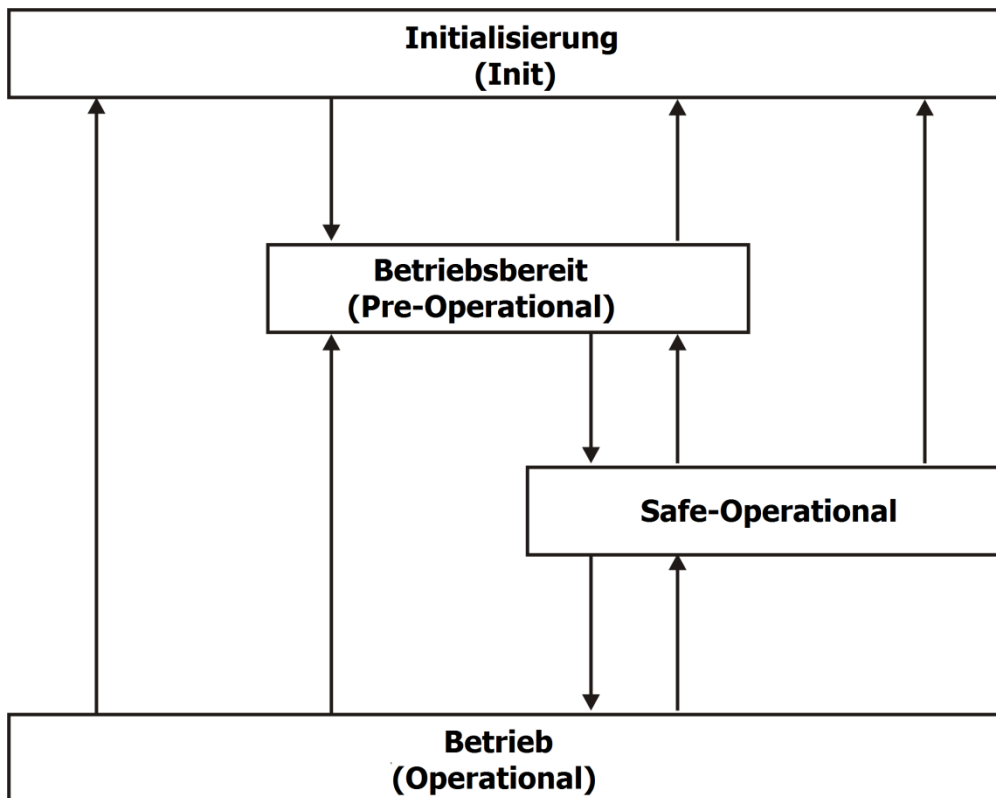 Initialisierung
(Init)
Betriebsbereit
(Pre-Operational)
Safe-Operational
Betrieb
(Operational)